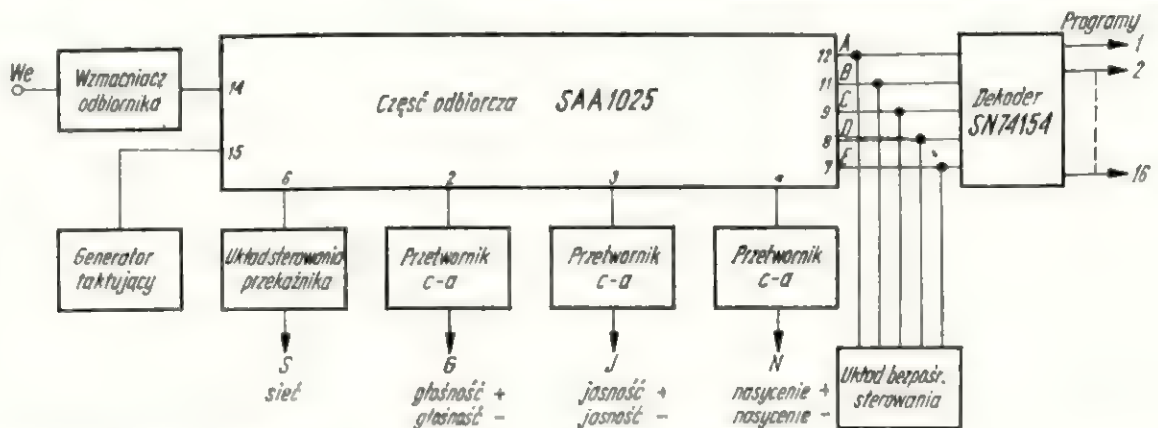 Programy
We
Wzmacniacz
odbiornika
14
15
Część odbiorcza SAA1025
6
2
3
4
12
11
9
8
7
A
B
C
D
E
Dekoder
SN74154
1
2
16
Generator
taktujący
Układ sterowania
przekaźnika
Przetwornik
c-a
Przetwornik
c-a
Przetwornik
c-a
S
sieć
G
głośność +
głośność -
J
jasność +
jasność -
N
nasycenie +
nasycenie -
Układ bezpośr.
sterowania